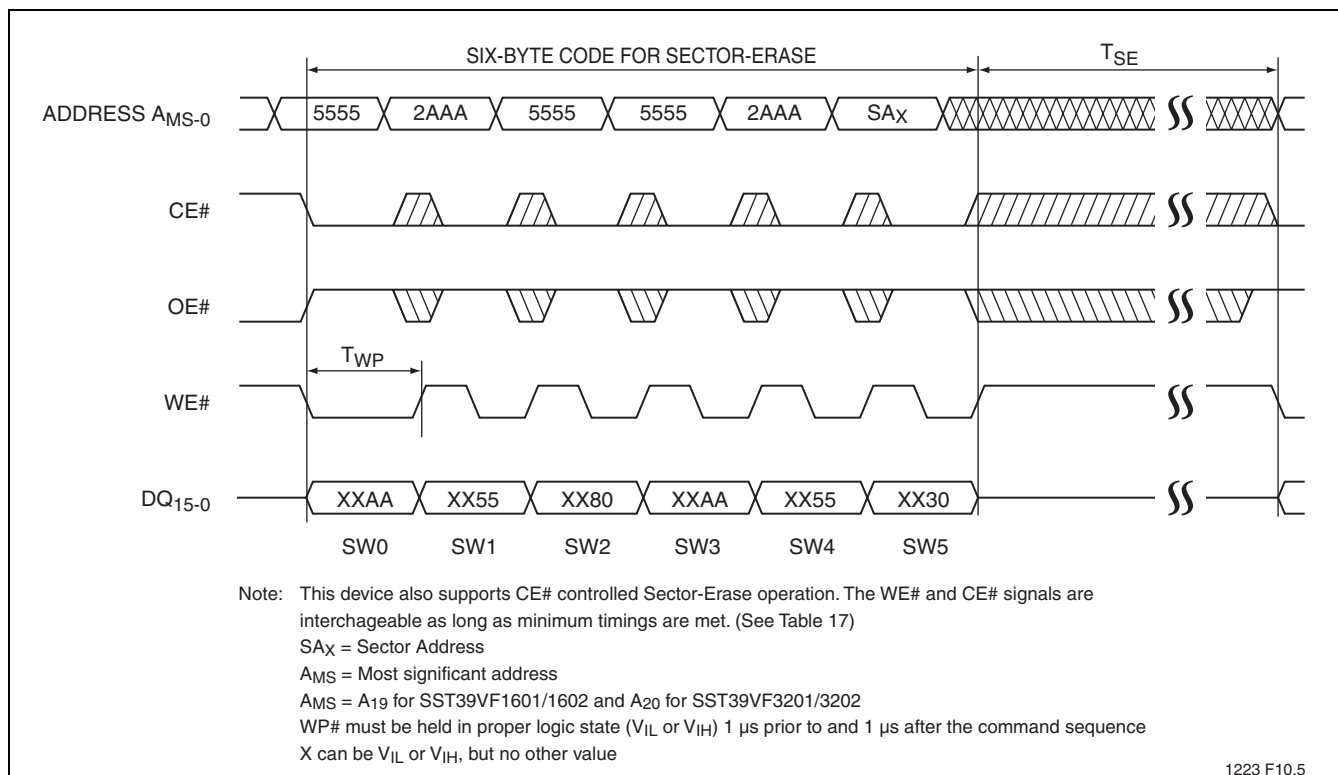 SIX-BYTE CODE FOR SECTOR-ERASE
TSE
ADDRESS AMS-0
5555 2AAA 5555 5555 2AAA SAX
CE#
OE#
TWP
WE#
DQ15-0
XXAA XX55 XX80 XXAA XX55 XX30
SW0 SW1 SW2 SW3 SW4 SW5
Note: This device also supports CE# controlled Sector-Erase operation. The WE# and CE# signals are
interchageable as long as minimum timings are met. (See Table 17)
SAX = Sector Address
AMS = Most significant address
AMS = A19 for SST39VF1601/1602 and A20 for SST39VF3201/3202
WP# must be held in proper logic state (VIL or VIH) 1 µs prior to and 1 µs after the command sequence
X can be VIL or VIH, but no other value
1223 F10.5